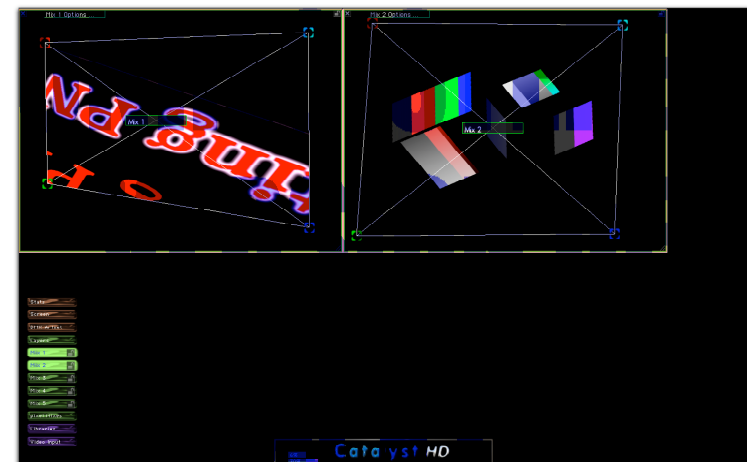 Mix 1 Options ...
Mix 2 Options ...
Mix 1
Mix 2
State
Screen
Layers
Mix 1
Mix 2
Mix 3
Mix 4
Mix 5
Libraries
Video Input
Catalyst HD